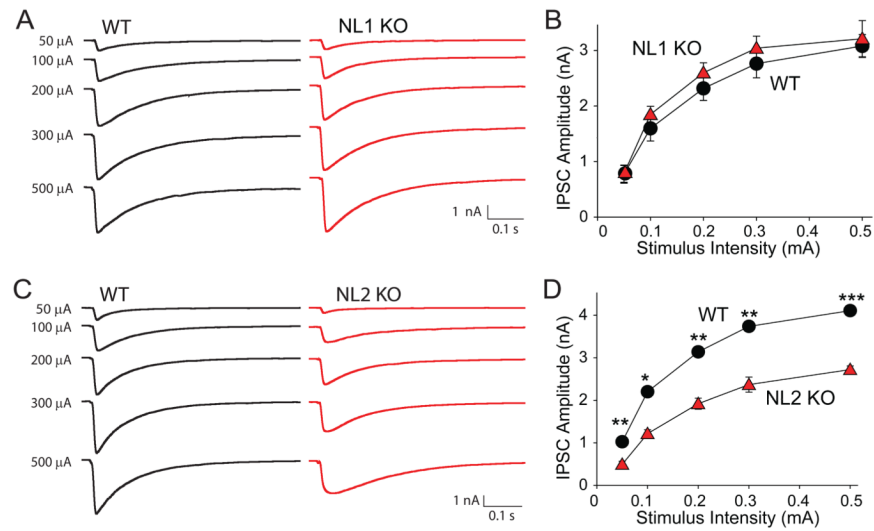 A
WT
NL1 KO
50 µA
100 µA
200 µA
300 µA
500 µA
1 nA
0.1 s
B
IPSC Amplitude (nA)
3
2
1
0
NL1 KO
WT
0 0.1 0.2 0.3 0.5
Stimulus Intensity (mA)
C
WT
NL2 KO
50 µA
100 µA
200 µA
300 µA
500 µA
1 nA
0.1 s
D
IPSC Amplitude (nA)
4
3
2
1
0
WT
** * ** ** ***
NL2 KO
0 0.1 0.2 0.3 0.4 0.5
Stimulus Intensity (mA)